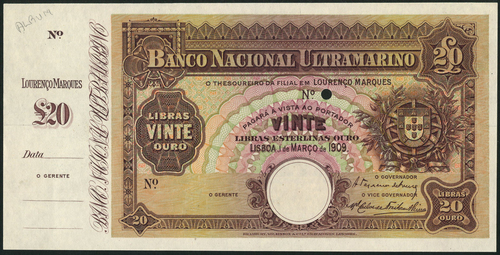 Nº
LOURENÇO MARQUES
£20
Data
O GERENTE
BANCO NACIONAL ULTRAMARINO
£20
O THESOUREIRO DA FILIAL EM LOURENÇO MARQUES
Nº
PAGARÁ Á VISTA AO PORTADOR
VINTE
LIBRAS ESTERLINAS OURO
LISBOA, 1 DE MARÇO DE 1909.
LIBRAS
VINTE
OURO
Nº
O GERENTE
O GOVERNADOR
O VICE GOVERNADOR
20
LIBRAS
20
OURO